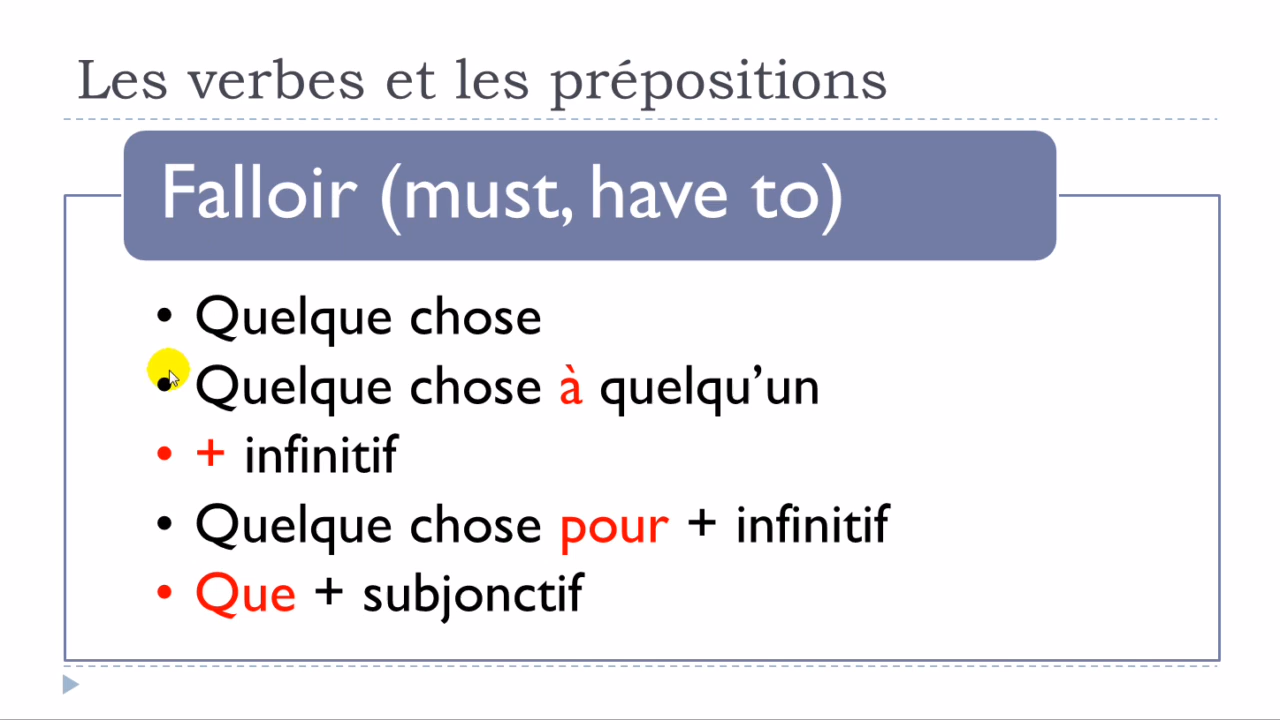 Les verbes et les prépositions
Falloir (must, have to)
• Quelque chose
• Quelque chose à quelqu’un
• + infinitif
• Quelque chose pour + infinitif
• Que + subjonctif